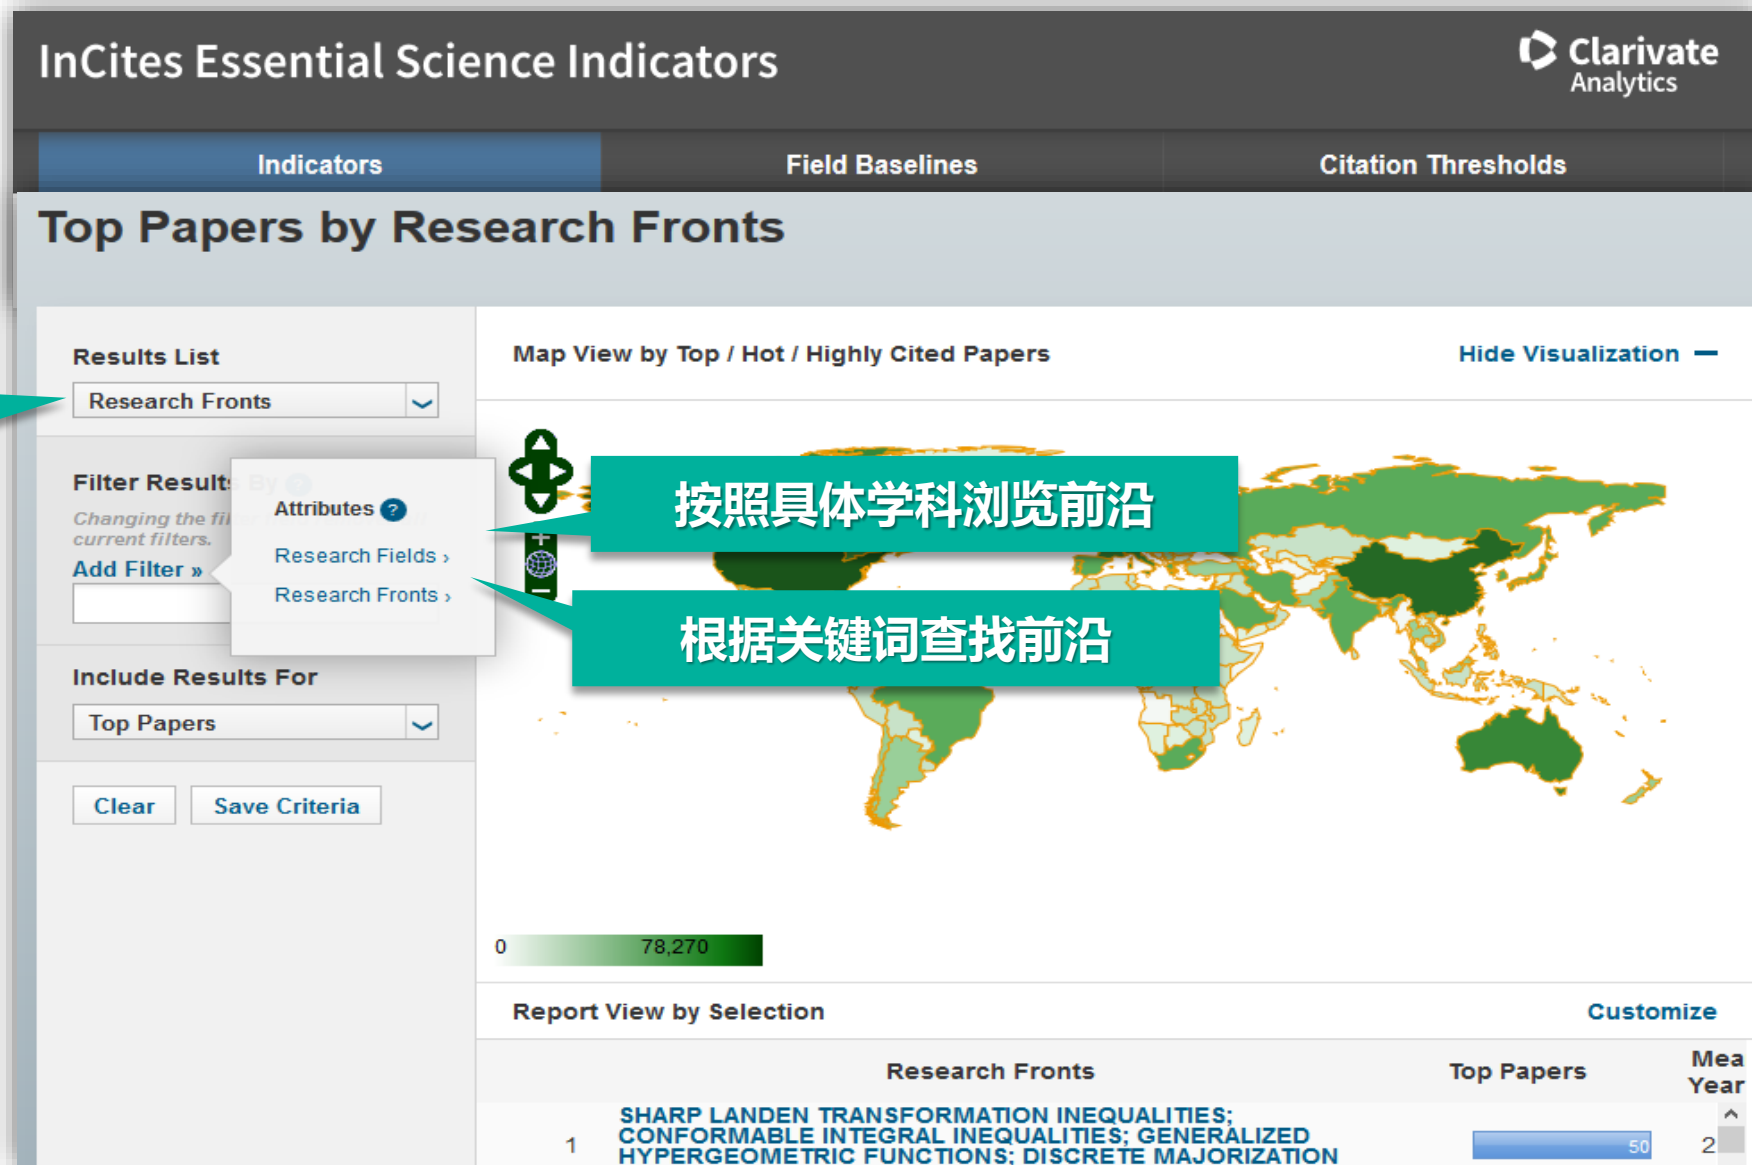 InCites Essential Science Indicators
Clarivate
Analytics
Indicators
Field Baselines
Citation Thresholds
Top Papers by Research Fronts
Results List
Research Fronts
Filter Results By ?
Changing the fil
current filters.
Add Filter »
Attributes ?
Research Fields ›
Research Fronts ›
Include Results For
Top Papers
Clear
Save Criteria
Map View by Top / Hot / Highly Cited Papers
Hide Visualization —
按照具体学科浏览前沿
根据关键词查找前沿
0
78,270
Report View by Selection
Customize
Research Fronts
Top Papers
Mea
Year
1
SHARP LANDEN TRANSFORMATION INEQUALITIES;
CONFORMABLE INTEGRAL INEQUALITIES; GENERALIZED
HYPERGEOMETRIC FUNCTIONS; DISCRETE MAJORIZATION
50
2